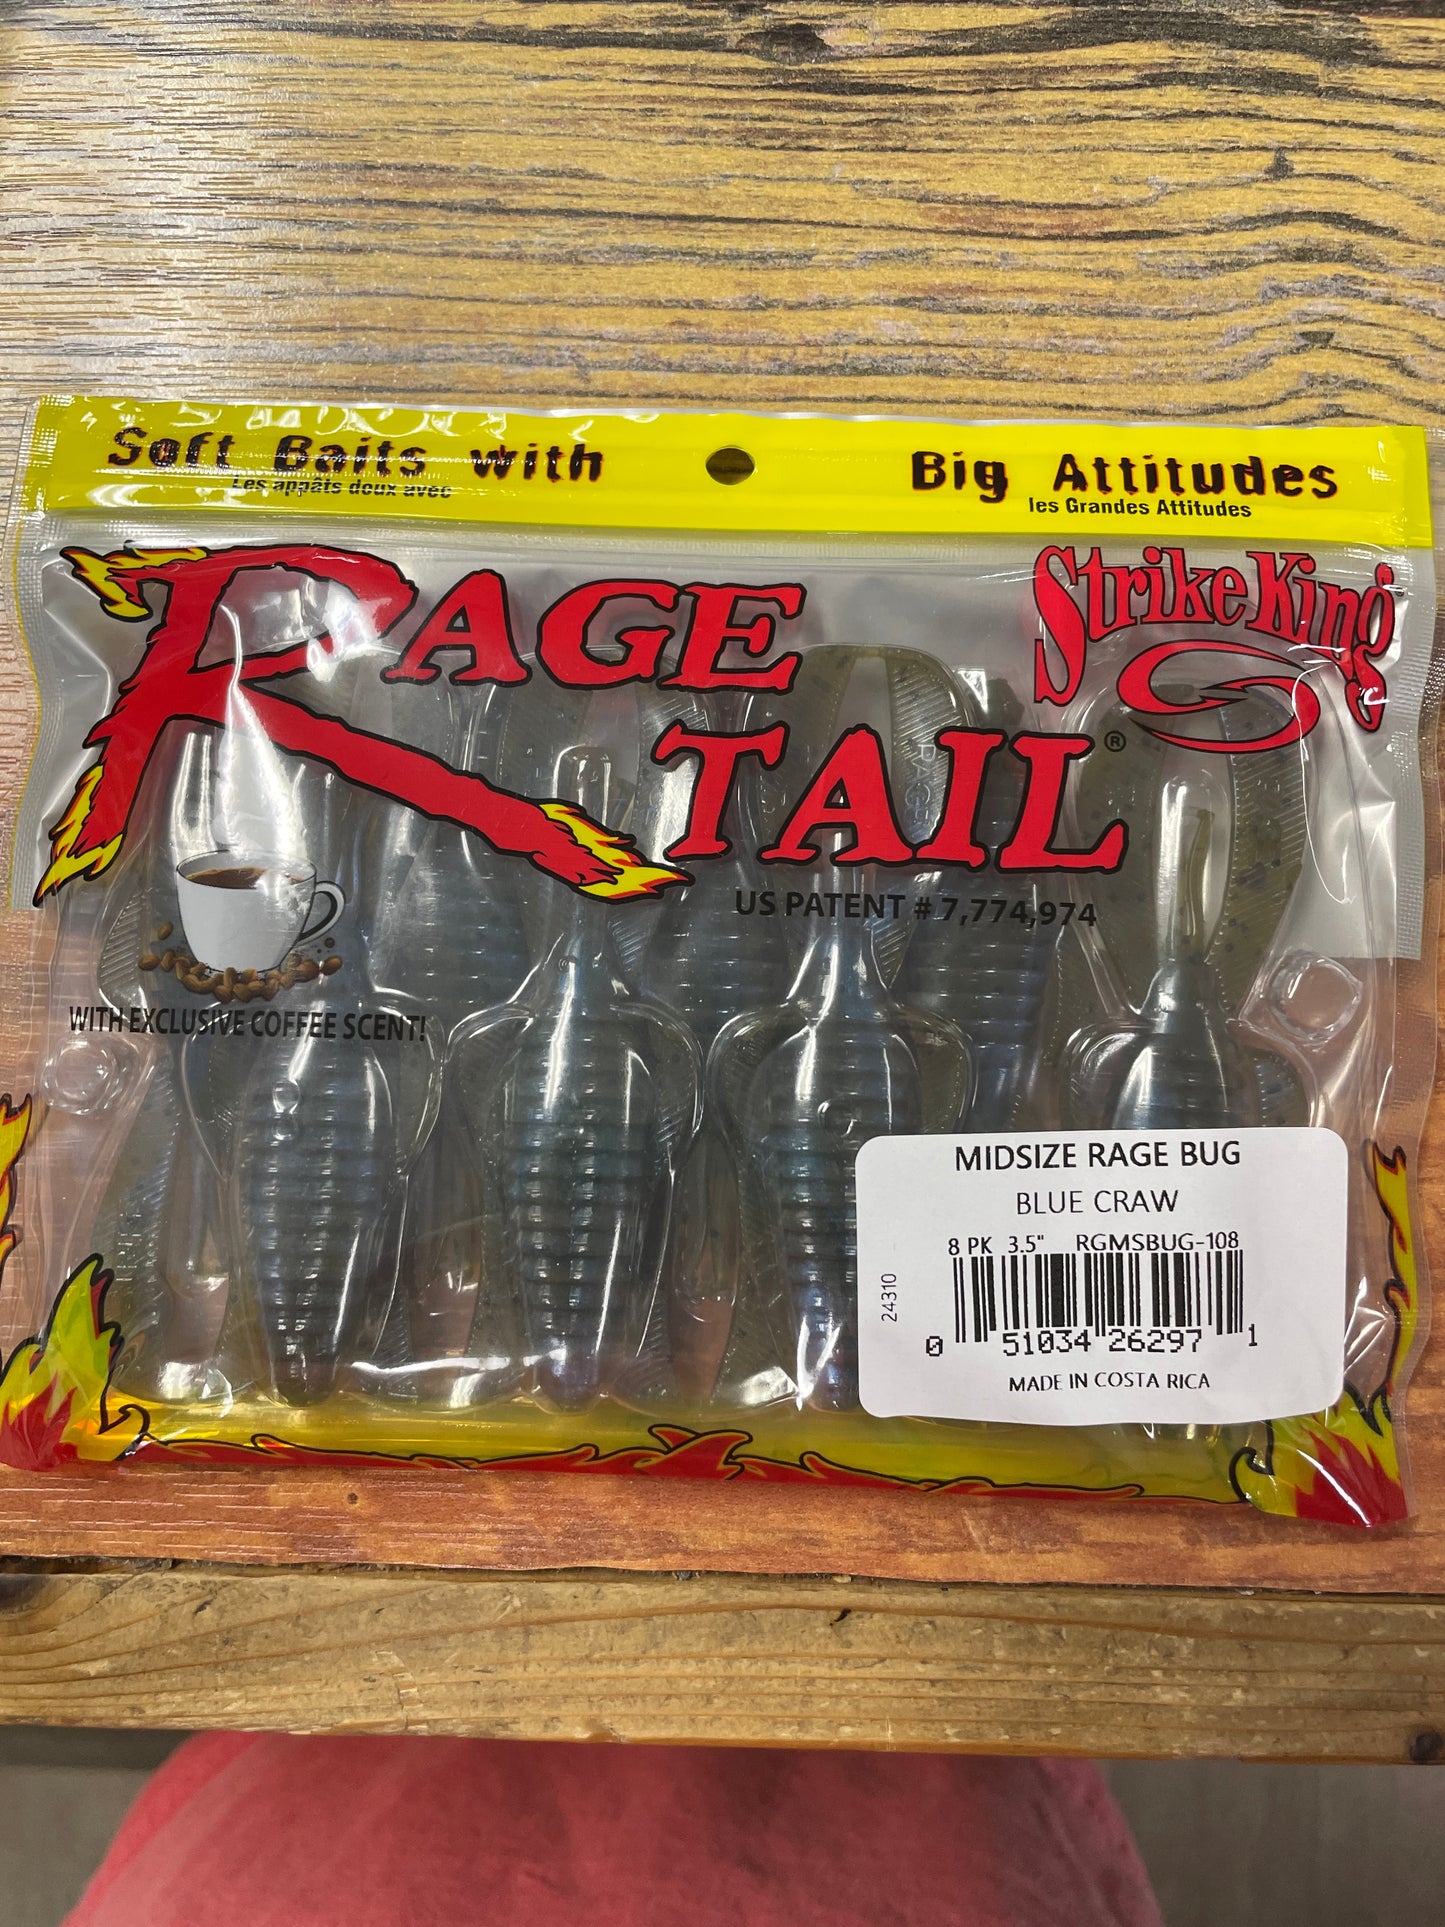 Soft Baits with Big Attitudes
Les appâts doux avec les Grandes Attitudes
RAGE
TAIL®
Strike King
US PATENT # 7,774,974
RAGE
WITH EXCLUSIVE COFFEE SCENT!
MIDSIZE RAGE BUG
BLUE CRAW
8 PK 3.5" RGMSBUG-108
24310
0 51034 26297 1
MADE IN COSTA RICA